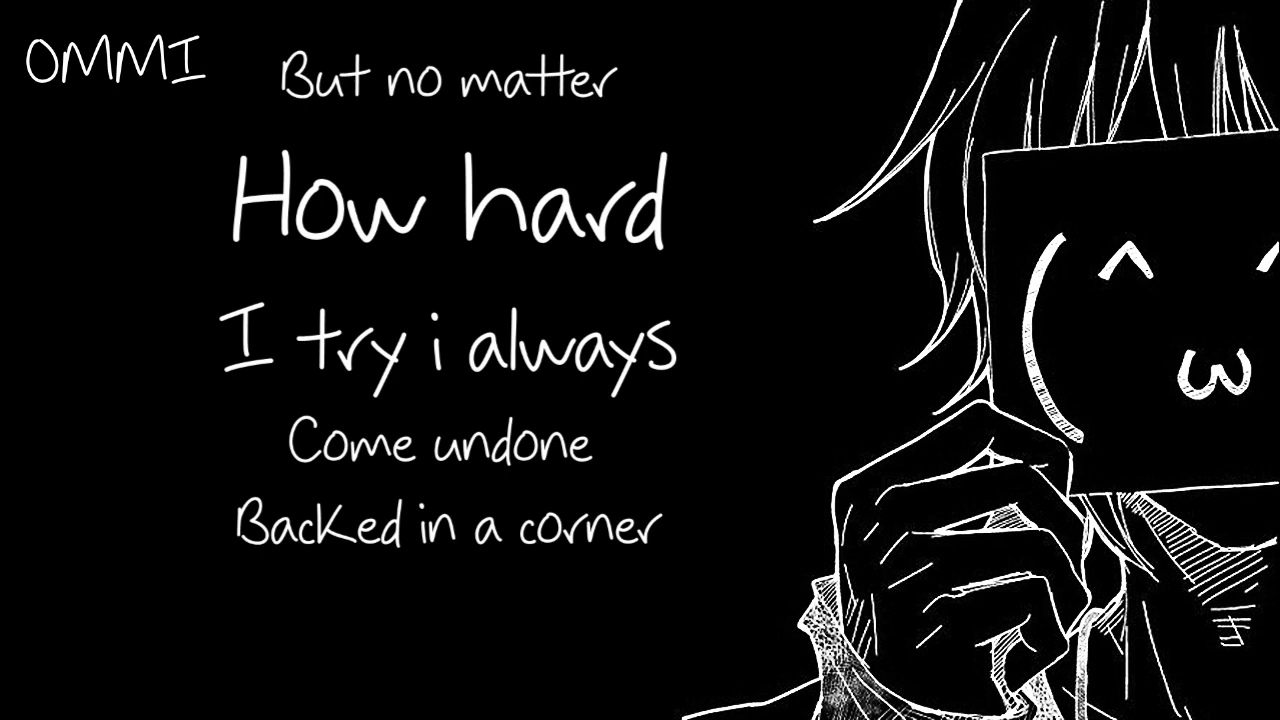 OMMI
But no matter
How hard
I try i always
Come undone
Backed in a corner
(^ ^
ω